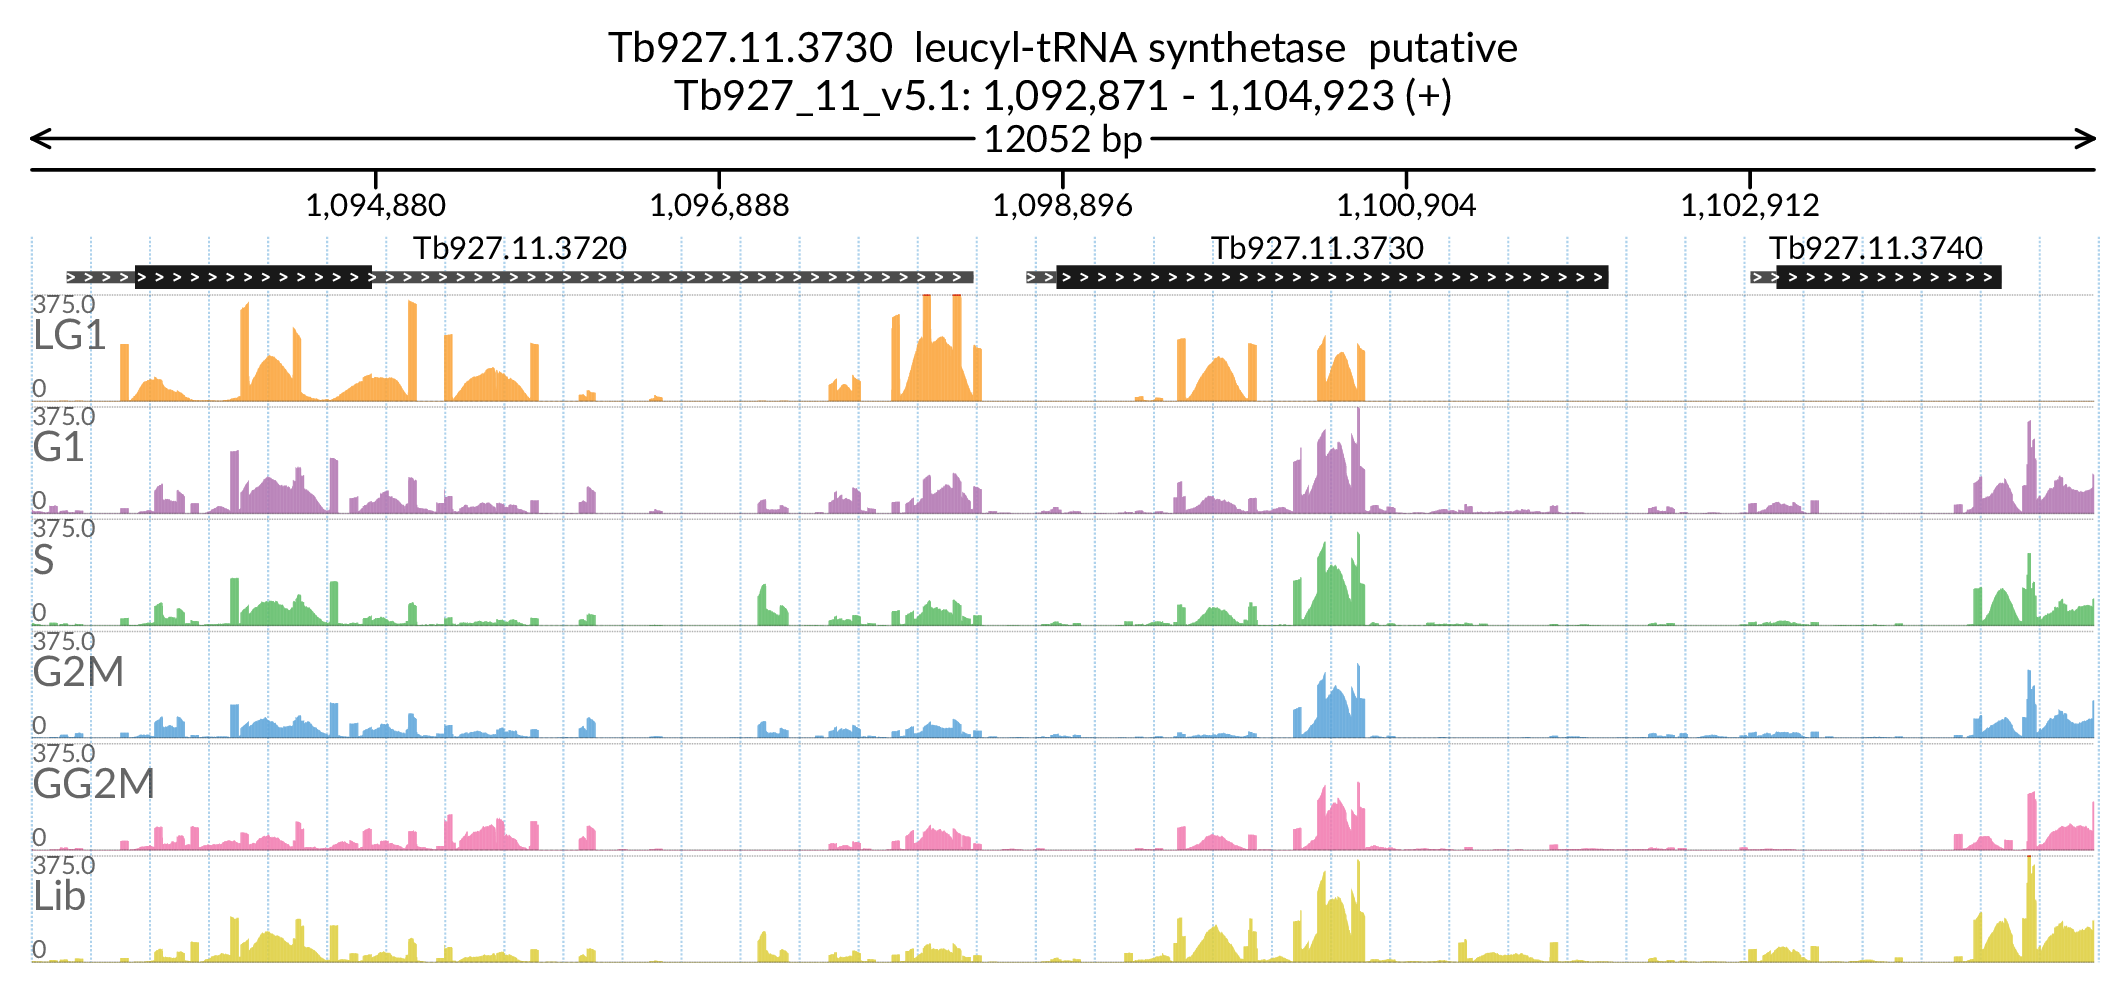 Tb927.11.3730  leucyl-tRNA synthetase  putative
Tb927_11_v5.1: 1,092,871 - 1,104,923 (+)
12052 bp
1,094,880 1,096,888 1,098,896 1,100,904 1,102,912
Tb927.11.3720 Tb927.11.3730 Tb927.11.3740
375.0
LG1
0
375.0
G1
0
375.0
S
0
375.0
G2M
0
375.0
GG2M
0
375.0
Lib
0